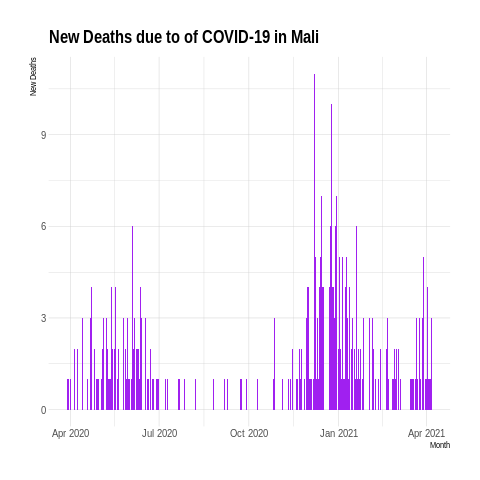 New Deaths due to of COVID-19 in Mali
New Deaths
9
6
3
0
Apr 2020 Jul 2020 Oct 2020 Jan 2021 Apr 2021
Month